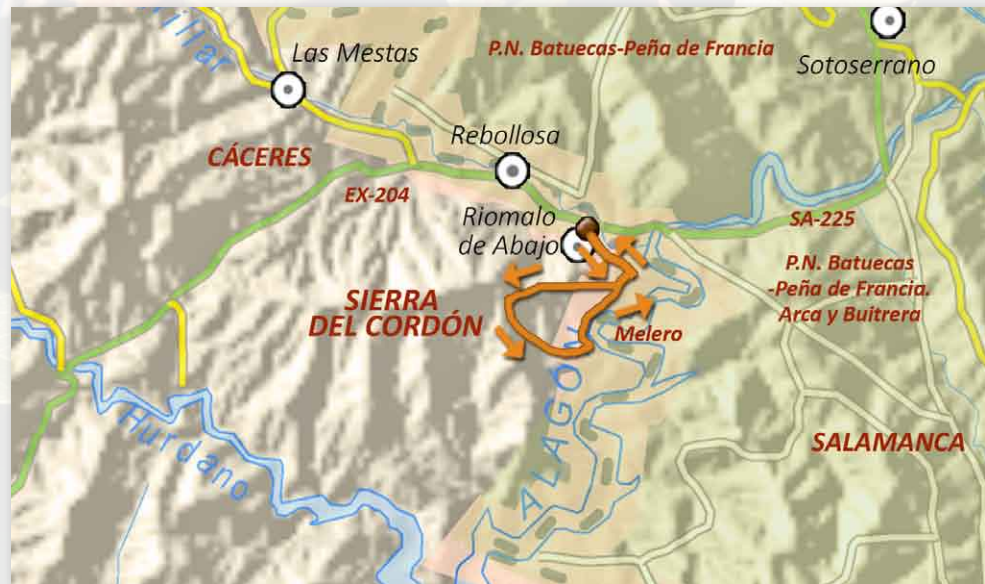 Las Mestas
P.N. Batuecas-Peña de Francia
Sotoserrano
Rebollosa
CÁCERES
EX-204
Riomalo
de Abajo
SA-225
P.N. Batuecas
-Peña de Francia.
Arca y Buitrera
SIERRA
DEL CORDÓN
Melero
ALAGÓN
Hurdano
SALAMANCA